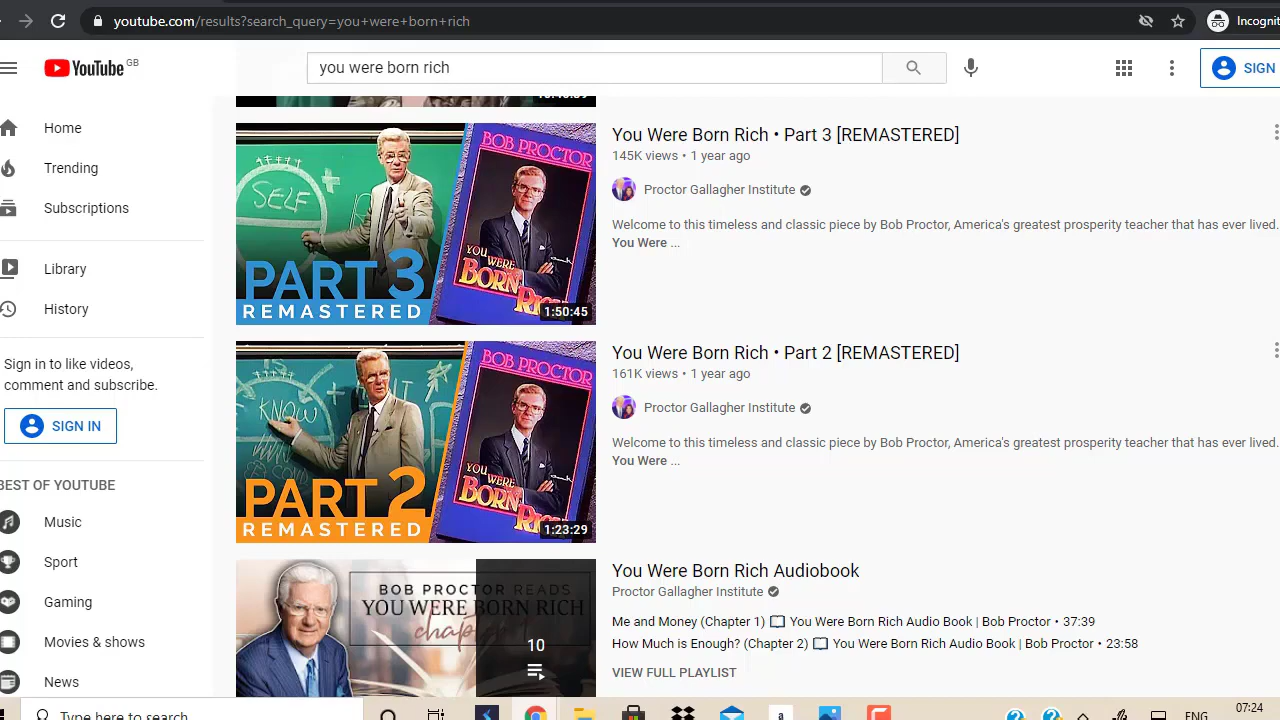 youtube.com/results?search_query=you+were+born+rich
Incognit
YouTube GB
you were born rich
SIGN
Home
Trending
Subscriptions
Library
History
Sign in to like videos,
comment and subscribe.
SIGN IN
BEST OF YOUTUBE
Music
Sport
Gaming
Movies & shows
News
SELF
BOB PROCTOR
YOU WERE
BORN
PART 3
REMASTERED
1:50:45
You Were Born Rich • Part 3 [REMASTERED]
145K views • 1 year ago
Proctor Gallagher Institute
Welcome to this timeless and classic piece by Bob Proctor, America's greatest prosperity teacher that has ever lived.
You Were ...
KNOW
BOB PROCTOR
YOU WERE
BORN
PART 2
REMASTERED
1:23:29
You Were Born Rich • Part 2 [REMASTERED]
161K views • 1 year ago
Proctor Gallagher Institute
Welcome to this timeless and classic piece by Bob Proctor, America's greatest prosperity teacher that has ever lived.
You Were ...
BOB PROCTOR READS
YOU WERE BORN RICH
chapter
10
You Were Born Rich Audiobook
Proctor Gallagher Institute
Me and Money (Chapter 1) 📖 You Were Born Rich Audio Book | Bob Proctor • 37:39
How Much is Enough? (Chapter 2) 📖 You Were Born Rich Audio Book | Bob Proctor • 23:58
VIEW FULL PLAYLIST
Type here to search
ENG
07:24